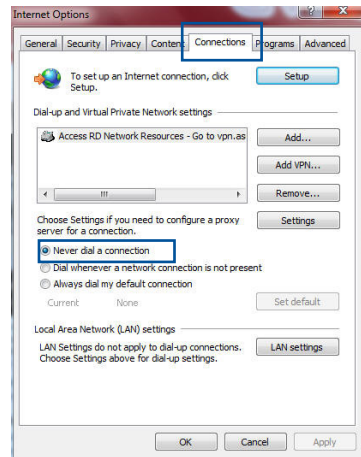 Internet Options
General Security Privacy Content Connections Programs Advanced
To set up an Internet connection, click
Setup.
Setup
Dial-up and Virtual Private Network settings
Access RD Network Resources - Go to vpn.as
Add...
Add VPN...
Remove...
Choose Settings if you need to configure a proxy
server for a connection.
Settings
Never dial a connection
Dial whenever a network connection is not present
Always dial my default connection
Current None
Set default
Local Area Network (LAN) settings
LAN Settings do not apply to dial-up connections.
Choose Settings above for dial-up settings.
LAN settings
OK Cancel Apply